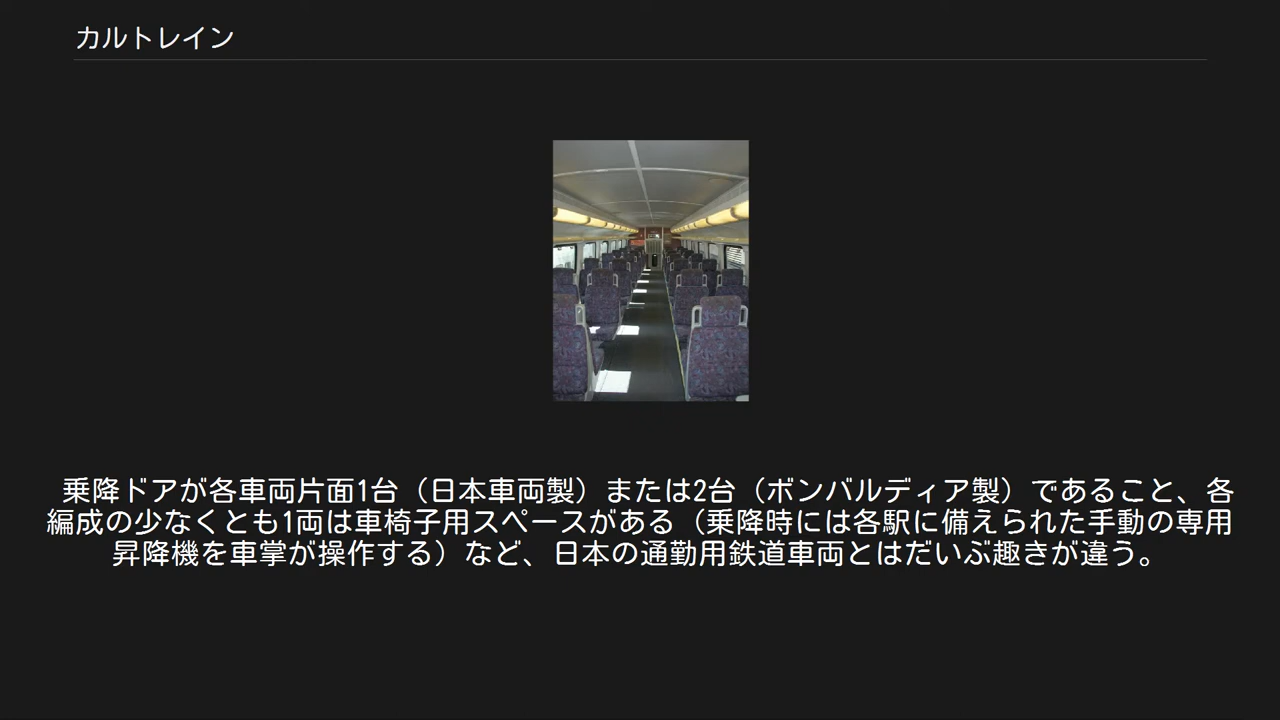 カルトレイン
乗降ドアが各車両片面1台（日本車両製）または2台（ボンバルディア製）であること、各
編成の少なくとも1両は車椅子用スペースがある（乗降時には各駅に備えられた手動の専用
昇降機を車掌が操作する）など、日本の通勤用鉄道車両とはだいぶ趣きが違う。